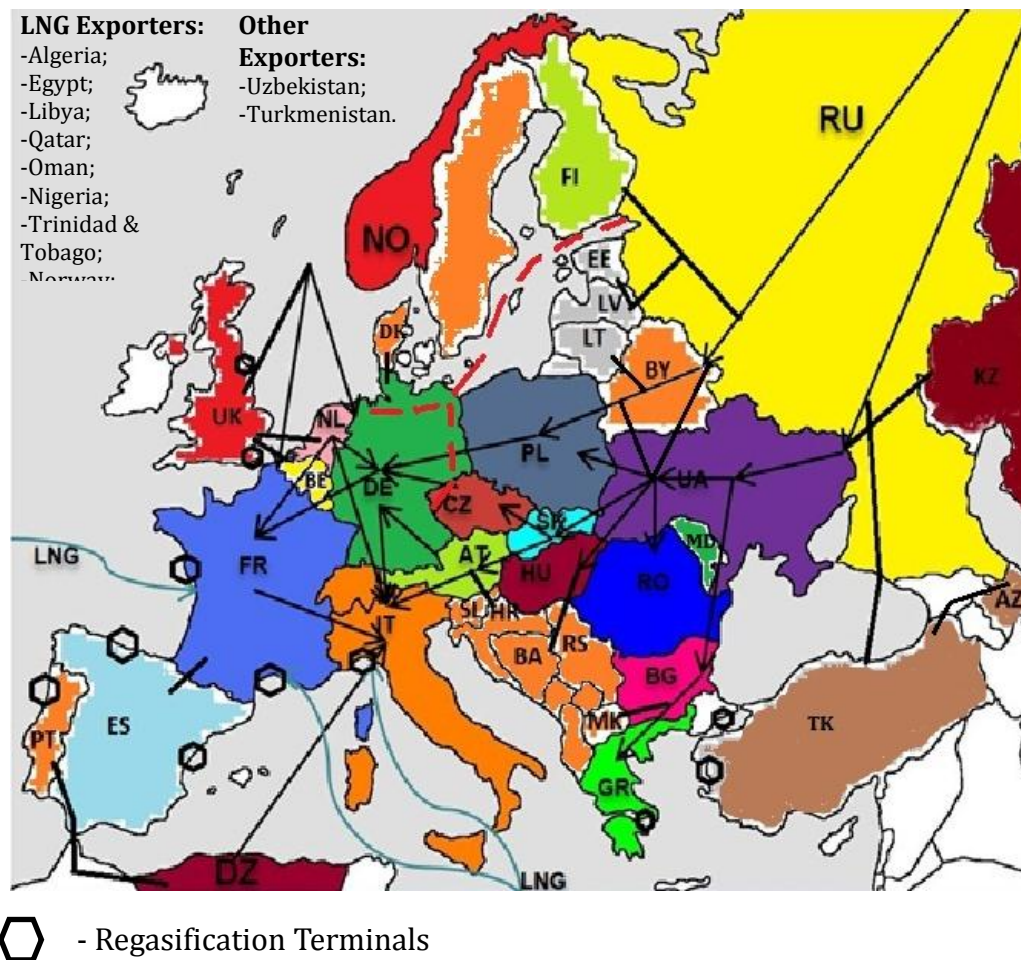 LNG Exporters:
-Algeria;
-Egypt;
-Libya;
-Qatar;
-Oman;
-Nigeria;
-Trinidad &
Tobago;
-Norway;
Other
Exporters:
-Uzbekistan;
-Turkmenistan.
RU
FI
NO
EE
LV
LT
DK
BY
KZ
UK
NL
PL
UA
BE
DE
CZ
SK
MD
LNG
FR
AT
HU
RO
AZ
SL
HR
IT
BA
RS
BG
ES
PT
MK
TK
GR
DZ
LNG
- Regasification Terminals